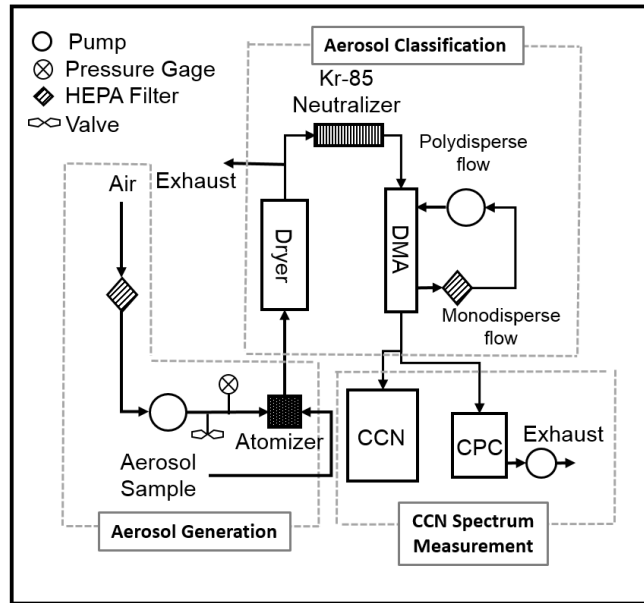 Pump
Pressure Gage
HEPA Filter
Valve
Aerosol Classification
Kr-85
Neutralizer
Polydisperse
flow
Exhaust
Air
Dryer
DMA
Monodisperse
flow
Atomizer
Aerosol
Sample
CCN
CPC
Exhaust
Aerosol Generation
CCN Spectrum
Measurement